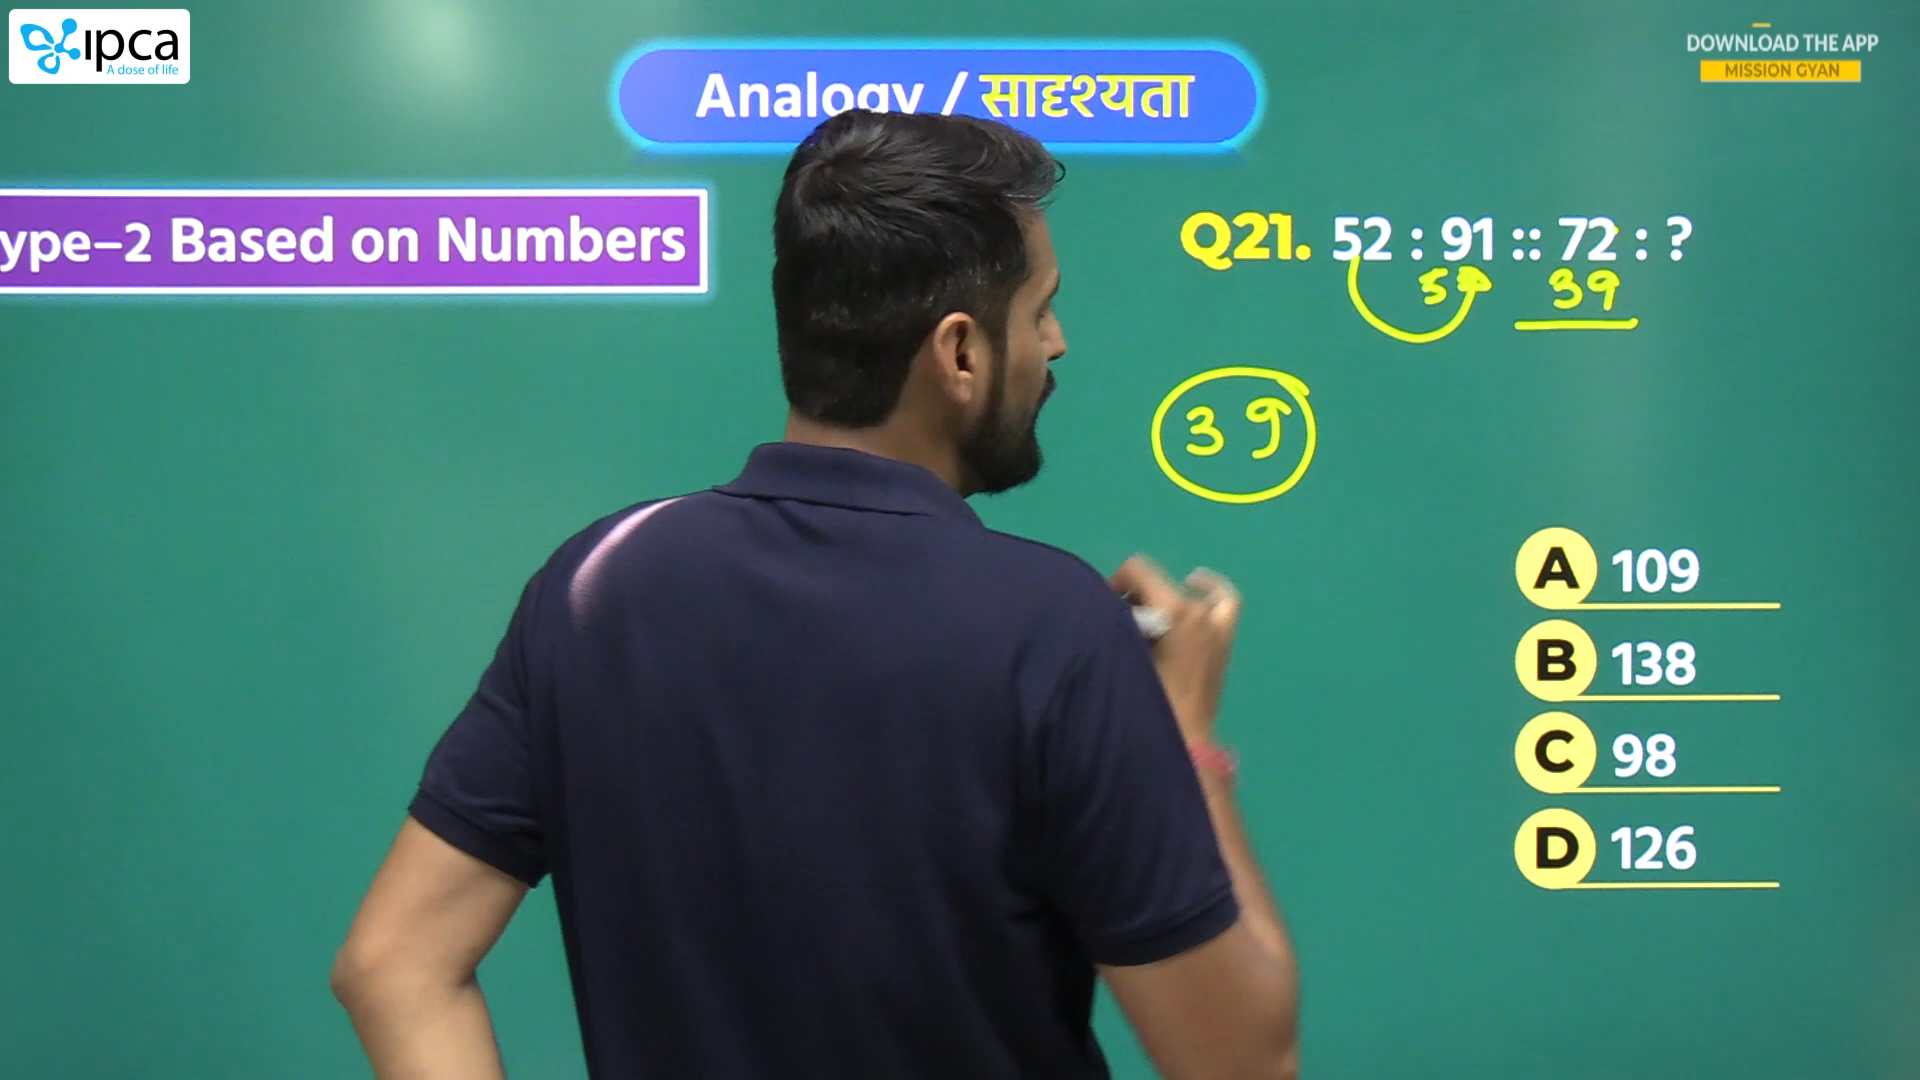 ipca
A dose of life
DOWNLOAD THE APP
MISSION GYAN
Analogy / सादृश्यता
ype–2 Based on Numbers
Q21. 52 : 91 :: 72 : ?
39
39
A 109
B 138
C 98
D 126